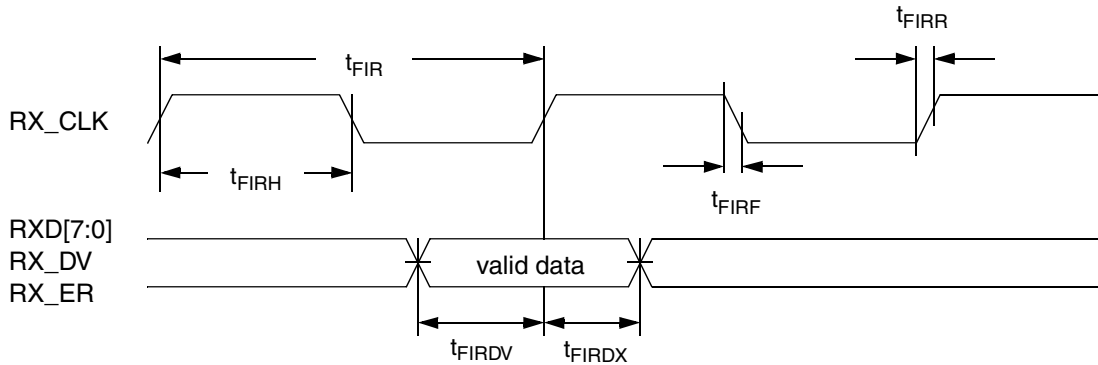 tFIRR
tFIR
RX_CLK
tFIRH
tFIRF
RXD[7:0]
RX_DV
valid data
RX_ER
tFIRDV
tFIRDX